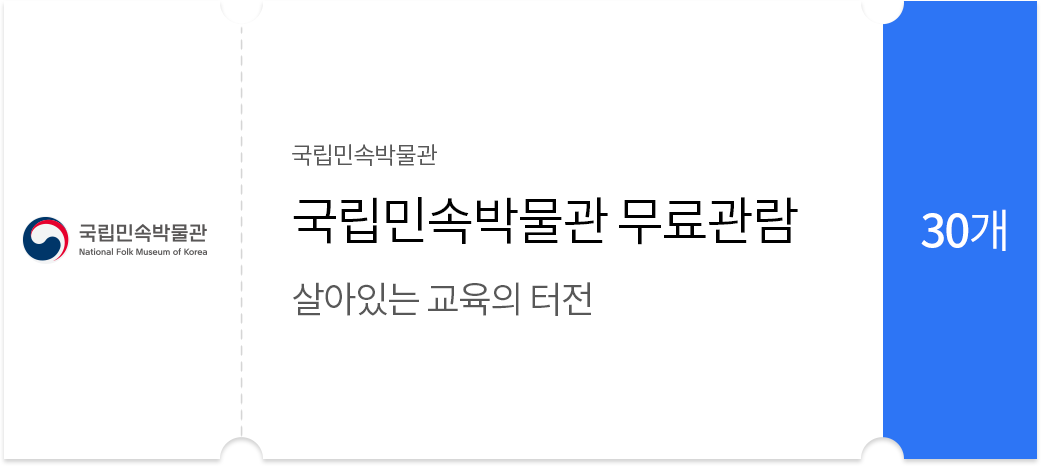 국립민속박물관
National Folk Museum of Korea
국립민속박물관
국립민속박물관 무료관람
살아있는 교육의 터전
30개